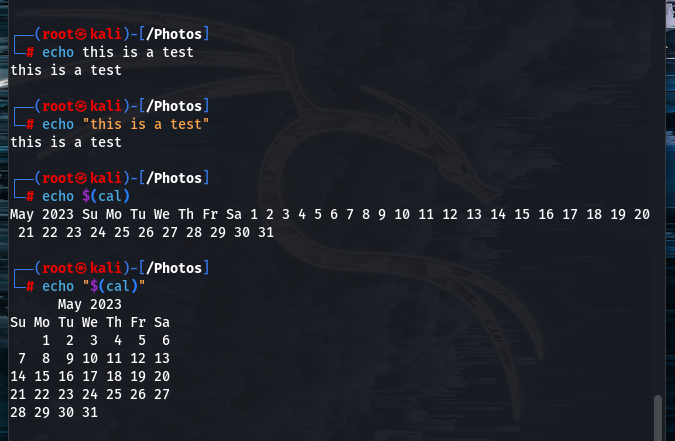 ┌──(root㉿kali)-[/Photos]
└─# echo this is a test
this is a test
┌──(root㉿kali)-[/Photos]
└─# echo "this is a test"
this is a test
┌──(root㉿kali)-[/Photos]
└─# echo $(cal)
May 2023 Su Mo Tu We Th Fr Sa 1 2 3 4 5 6 7 8 9 10 11 12 13 14 15 16 17 18 19 20
 21 22 23 24 25 26 27 28 29 30 31
┌──(root㉿kali)-[/Photos]
└─# echo "$(cal)"
      May 2023
Su Mo Tu We Th Fr Sa
    1  2  3  4  5  6
 7  8  9 10 11 12 13
14 15 16 17 18 19 20
21 22 23 24 25 26 27
28 29 30 31